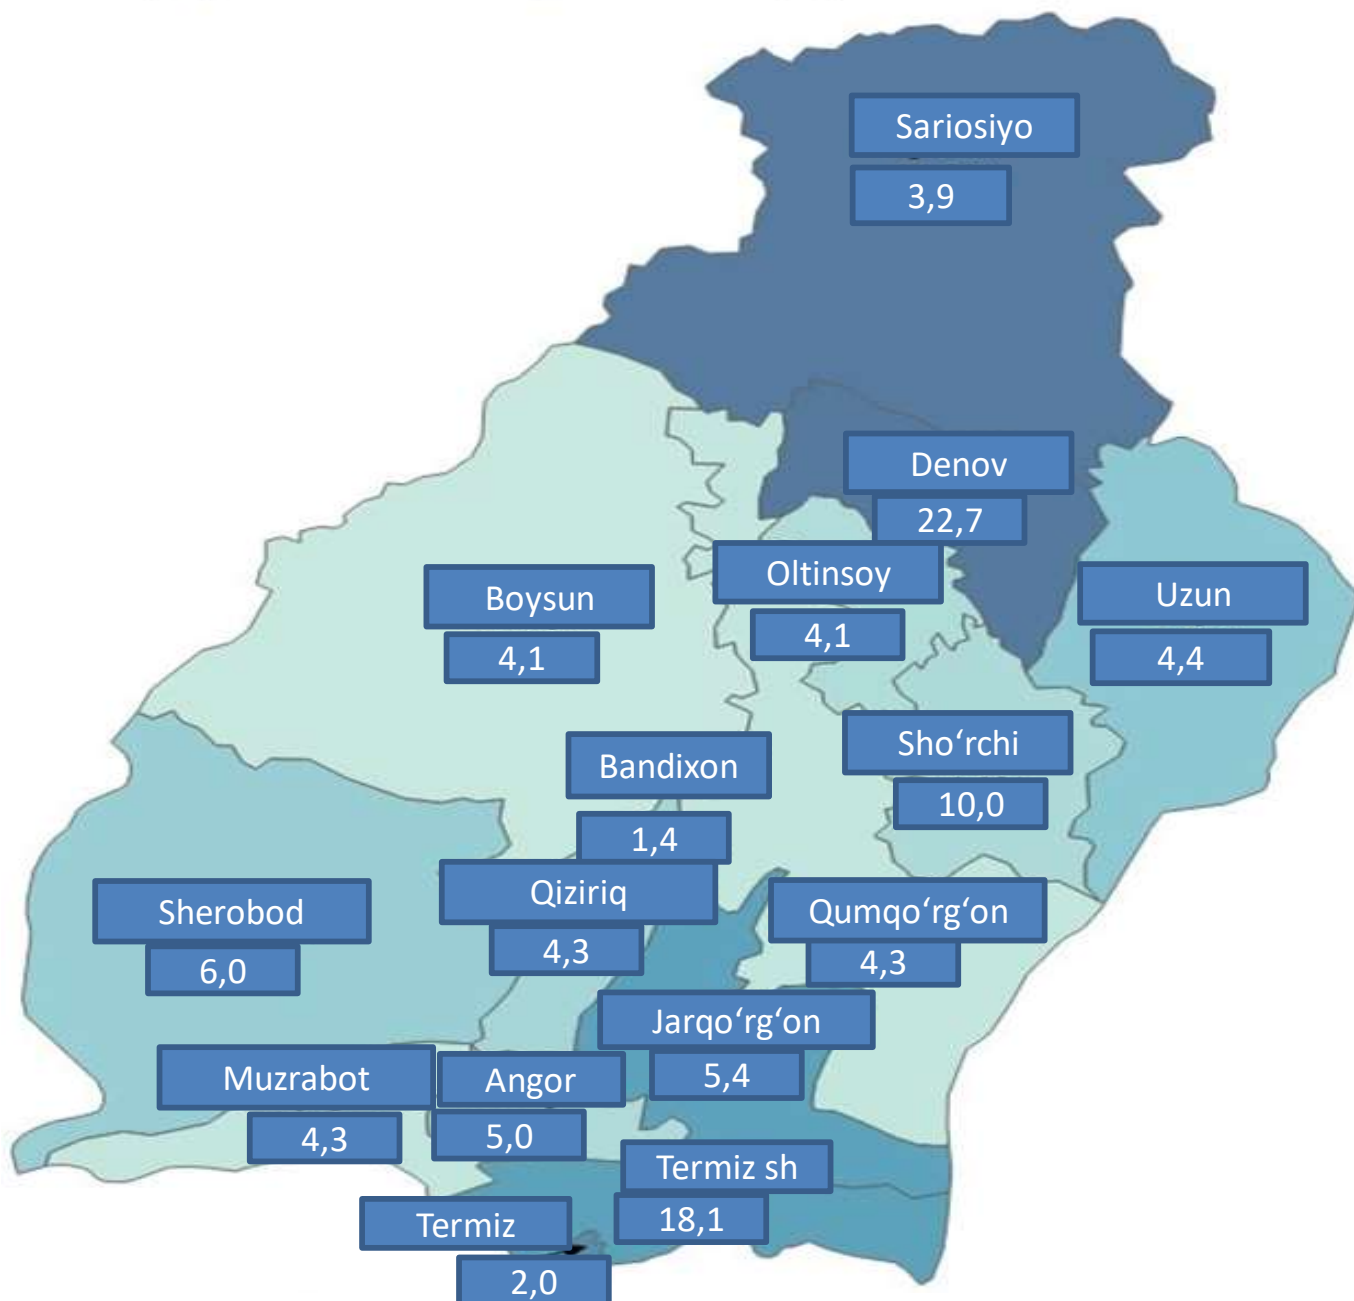 Sariosiyo
3,9
Denov
22,7
Oltinsoy
4,1
Boysun
4,1
Uzun
4,4
Sho‘rchi
10,0
Bandixon
1,4
Qiziriq
4,3
Sherobod
6,0
Qumqo‘rg‘on
4,3
Jarqo‘rg‘on
5,4
Muzrabot
4,3
Angor
5,0
Termiz sh
18,1
Termiz
2,0